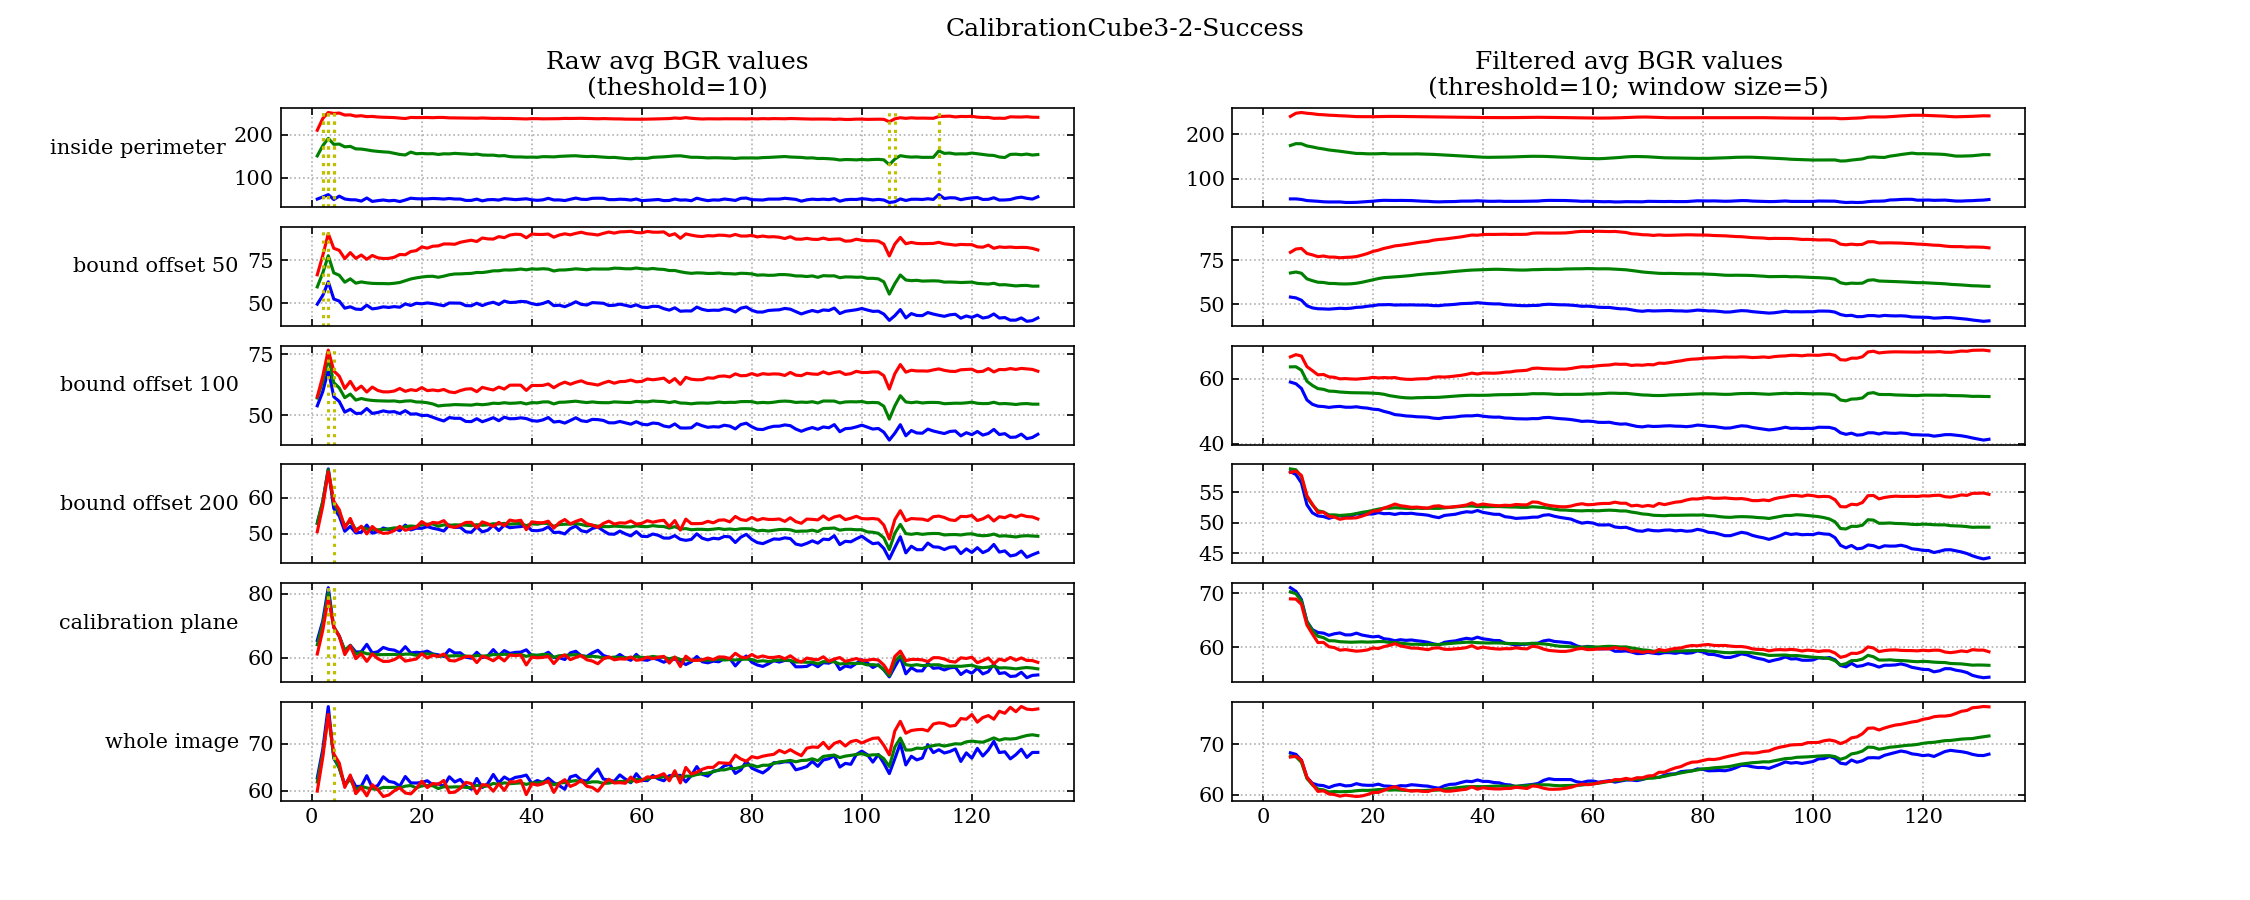 CalibrationCube3-2-Success
Raw avg BGR values
(theshold=10)
Filtered avg BGR values
(threshold=10; window size=5)
inside perimeter
200
100
200
100
bound offset 50
75
50
75
50
bound offset 100
75
50
60
40
bound offset 200
60
50
55
50
45
calibration plane
80
60
70
60
whole image
70
60
70
60
0 20 40 60 80 100 120
0 20 40 60 80 100 120